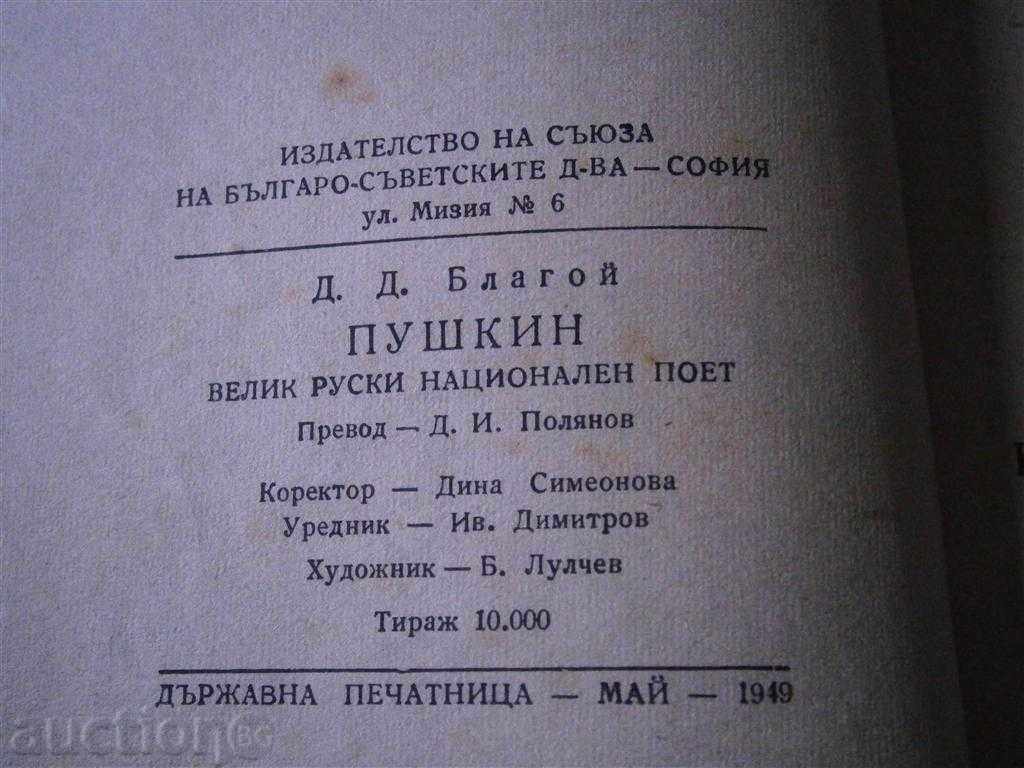 ИЗДАТЕЛСТВО НА СЪЮЗА
НА БЪЛГАРО-СЪВЕТСКИТЕ Д-ВА — СОФИЯ
ул. Мизия № 6
Д. Д. Благой
ПУШКИН
ВЕЛИК РУСКИ НАЦИОНАЛЕН ПОЕТ
Превод — Д. И. Полянов
Коректор — Дина Симеонова
Уредник — Ив. Димитров
Художник — Б. Лулчев
Тираж 10.000
ДЪРЖАВНА ПЕЧАТНИЦА — МАЙ — 1949
auction BG